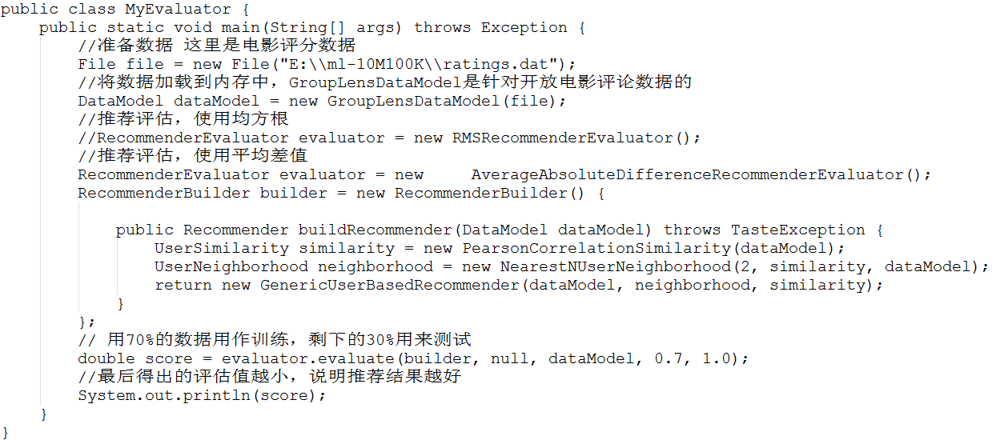 public class MyEvaluator {
    public static void main(String[] args) throws Exception {
        //准备数据 这里是电影评分数据
        File file = new File("E:\\ml-10M100K\\ratings.dat");
        //将数据加载到内存中，GroupLensDataModel是针对开放电影评论数据的
        DataModel dataModel = new GroupLensDataModel(file);
        //推荐评估，使用均方根
        //RecommenderEvaluator evaluator = new RMSRecommenderEvaluator();
        //推荐评估，使用平均差值
        RecommenderEvaluator evaluator = new     AverageAbsoluteDifferenceRecommenderEvaluator();
        RecommenderBuilder builder = new RecommenderBuilder() {

            public Recommender buildRecommender(DataModel dataModel) throws TasteException {
                UserSimilarity similarity = new PearsonCorrelationSimilarity(dataModel);
                UserNeighborhood neighborhood = new NearestNUserNeighborhood(2, similarity, dataModel);
                return new GenericUserBasedRecommender(dataModel, neighborhood, similarity);
            }
        };
        // 用70%的数据用作训练，剩下的30%用来测试
        double score = evaluator.evaluate(builder, null, dataModel, 0.7, 1.0);
        //最后得出的评估值越小，说明推荐结果越好
        System.out.println(score);
    }
}